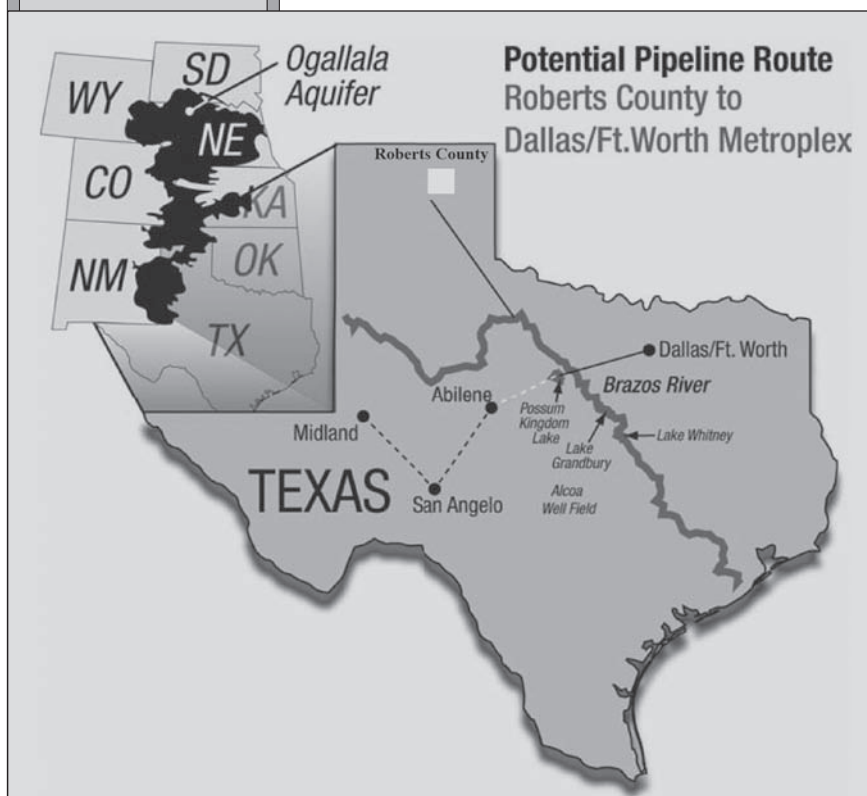 Potential Pipeline Route
Roberts County to
Dallas/Ft.Worth Metroplex
Ogallala
Aquifer
SD
WY
NE
CO
KA
NM
OK
TX
Roberts County
Dallas/Ft. Worth
Brazos River
Abilene
Possum
Kingdom
Lake
Lake
Grandbury
Lake Whitney
Midland
San Angelo
TEXAS
Alcoa
Well Field